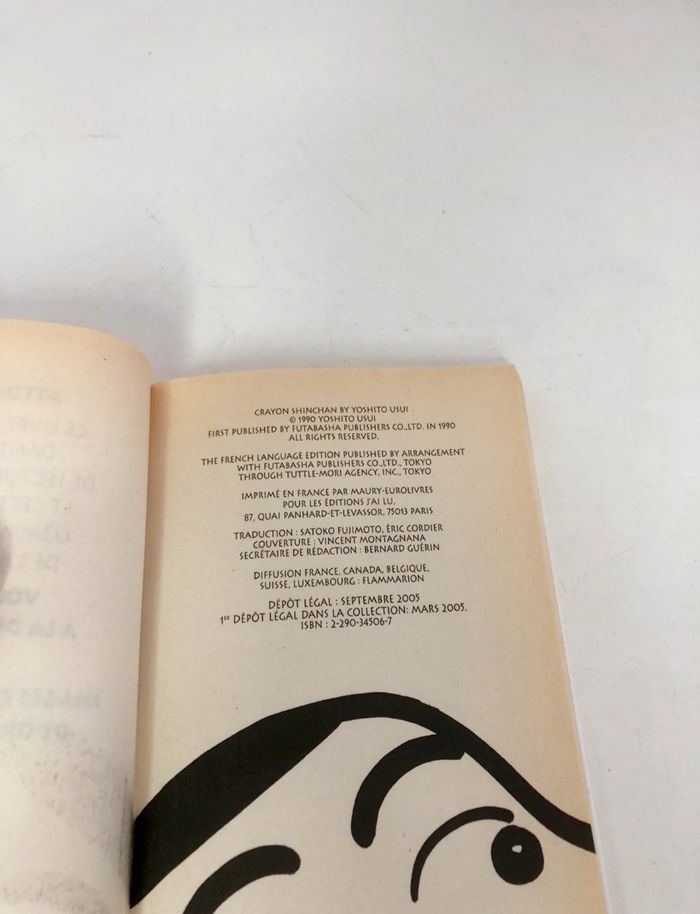 CRAYON SHINCHAN BY YOSHITO USUI
© 1990 YOSHITO USUI
FIRST PUBLISHED BY FUTABASHA PUBLISHERS CO.,LTD. IN 1990
ALL RIGHTS RESERVED.
THE FRENCH LANGUAGE EDITION PUBLISHED BY ARRANGEMENT
WITH FUTABASHA PUBLISHERS CO.,LTD., TOKYO
THROUGH TUTTLE-MORI AGENCY, INC., TOKYO
IMPRIMÉ EN FRANCE PAR MAURY-EUROLIVRES
POUR LES ÉDITIONS J'AI LU,
87, QUAI PANHARD-ET-LEVASSOR, 75013 PARIS
TRADUCTION : SATOKO FUJIMOTO, ÉRIC CORDIER
COUVERTURE : VINCENT MONTAGNANA
SECRÉTAIRE DE RÉDACTION : BERNARD GUÉRIN
DIFFUSION FRANCE, CANADA, BELGIQUE,
SUISSE, LUXEMBOURG : FLAMMARION
DÉPÔT LÉGAL : SEPTEMBRE 2005
1ER DÉPÔT LÉGAL DANS LA COLLECTION: MARS 2005.
ISBN : 2-290-34506-7